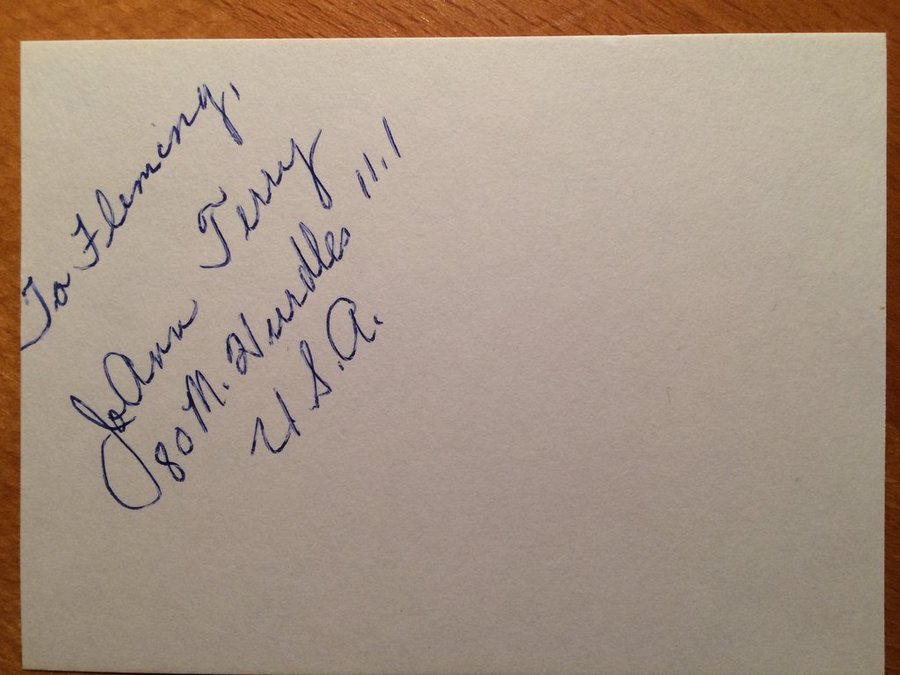 To Fleming,
JoAnn Terry
80 M. Hurdles 11.1
U.S.A.